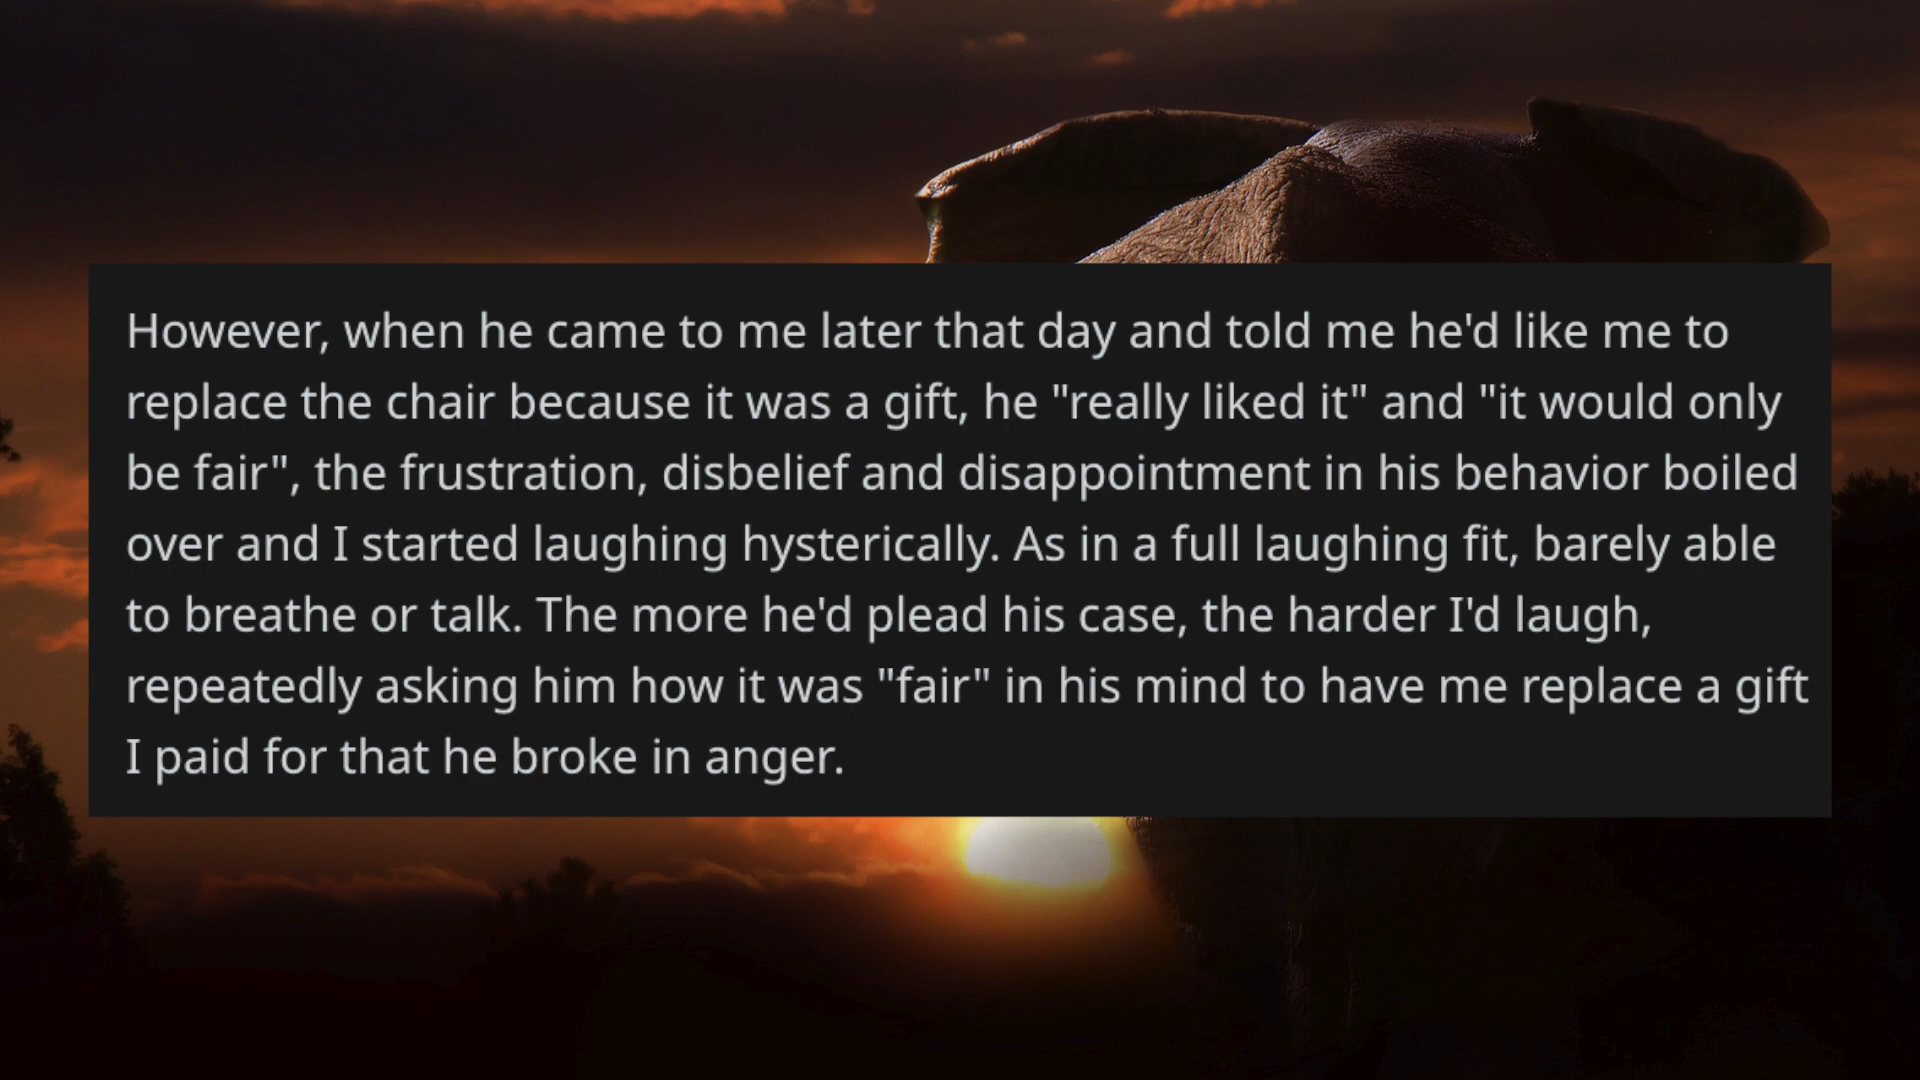 However, when he came to me later that day and told me he'd like me to
replace the chair because it was a gift, he "really liked it" and "it would only
be fair", the frustration, disbelief and disappointment in his behavior boiled
over and I started laughing hysterically. As in a full laughing fit, barely able
to breathe or talk. The more he'd plead his case, the harder I'd laugh,
repeatedly asking him how it was "fair" in his mind to have me replace a gift
I paid for that he broke in anger.